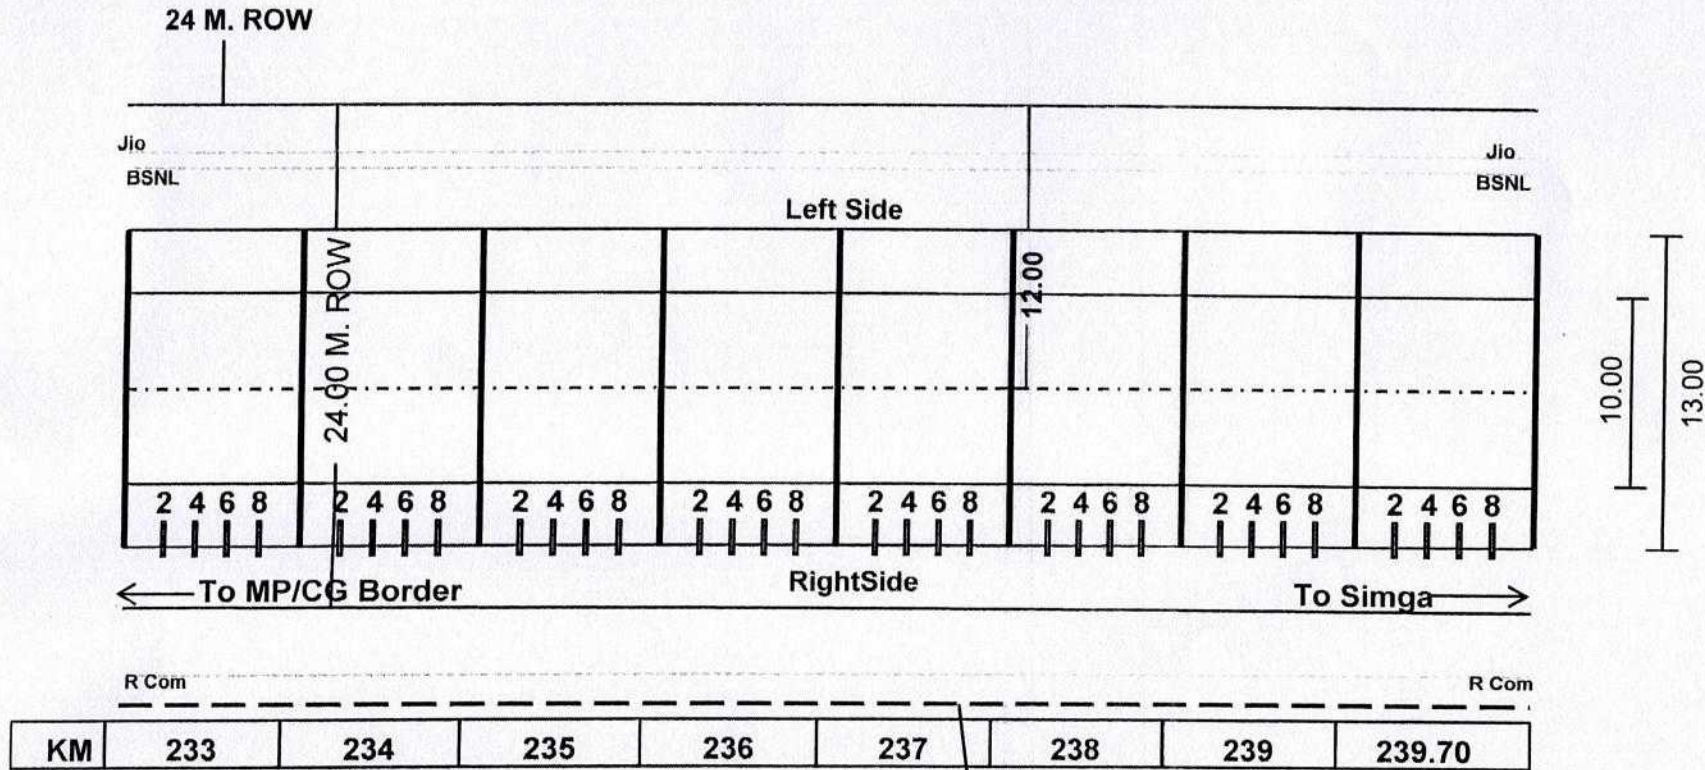 24 M. ROW
Jio Jio
BSNL BSNL
Left Side
24.00 M. ROW
12.00
10.00
13.00
2 4 6 8 2 4 6 8 2 4 6 8 2 4 6 8 2 4 6 8 2 4 6 8 2 4 6 8 2 4 6 8
To MP/CG Border RightSide To Simga
R Com R Com
KM 233 234 235 236 237 238 239 239.70